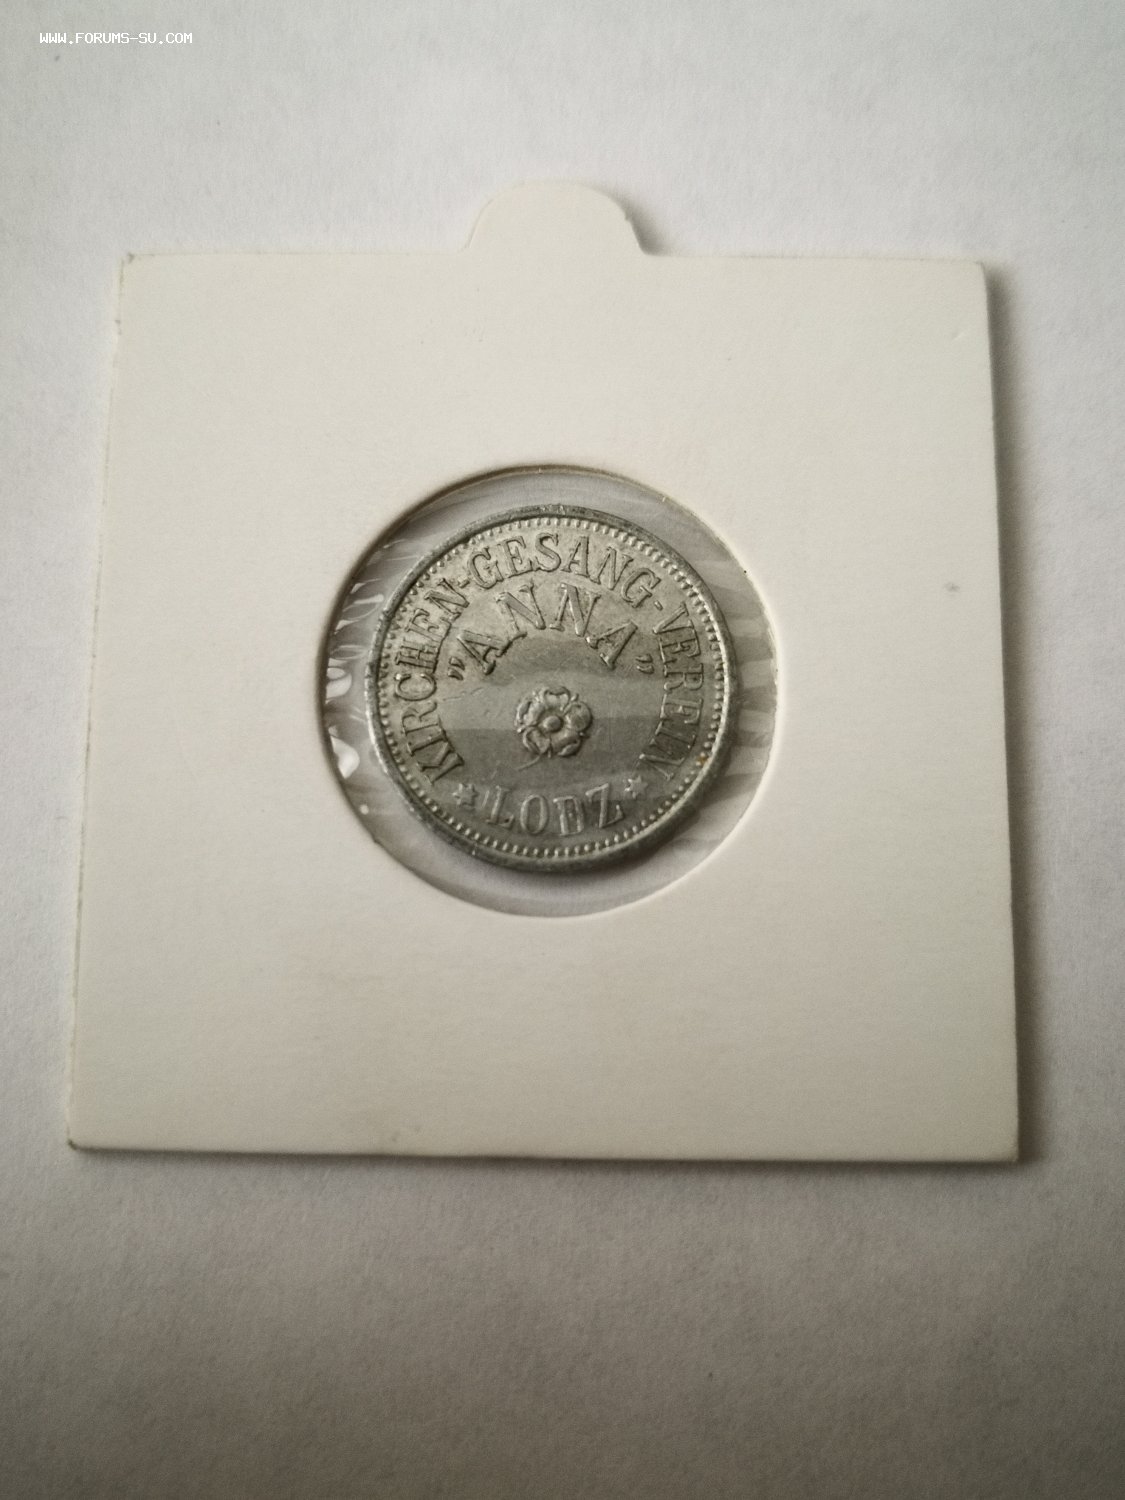 WWW.FORUMS-SU.COM
KIRCHEN-GESANG-VEREIN
„ANNA”
LODZ